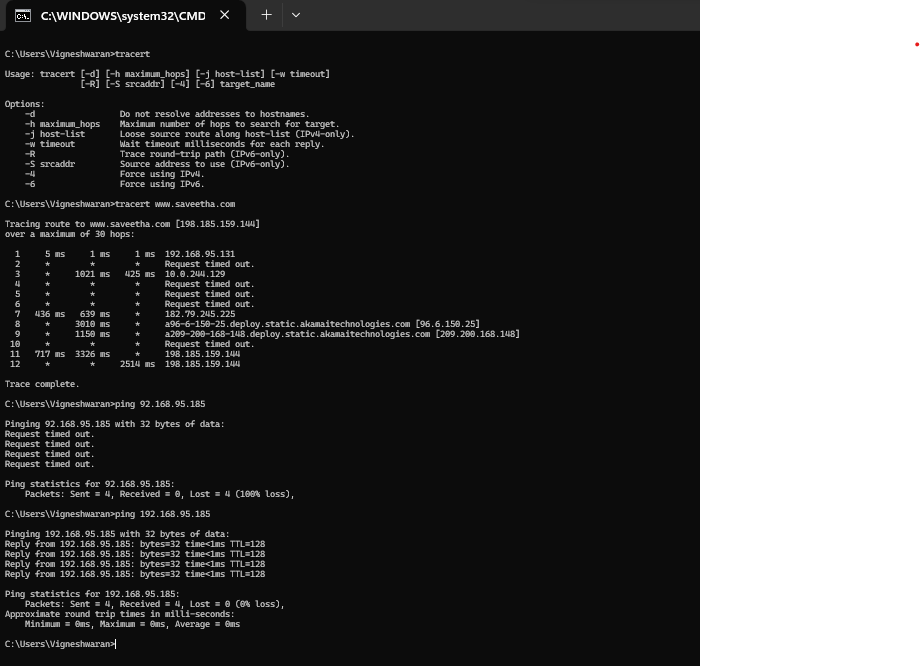 C:\WINDOWS\system32\CMD
C:\Users\Vigneshwaran>tracert
Usage: tracert [-d] [-h maximum_hops] [-j host-list] [-w timeout]
               [-R] [-S srcaddr] [-4] [-6] target_name
Options:
    -d                 Do not resolve addresses to hostnames.
    -h maximum_hops    Maximum number of hops to search for target.
    -j host-list       Loose source route along host-list (IPv4-only).
    -w timeout         Wait timeout milliseconds for each reply.
    -R                 Trace round-trip path (IPv6-only).
    -S srcaddr         Source address to use (IPv6-only).
    -4                 Force using IPv4.
    -6                 Force using IPv6.
C:\Users\Vigneshwaran>tracert www.saveetha.com
Tracing route to www.saveetha.com [198.185.159.144]
over a maximum of 30 hops:
  1     5 ms     1 ms     1 ms  192.168.95.131
  2     *        *        *     Request timed out.
  3     *     1021 ms   425 ms  10.0.244.129
  4     *        *        *     Request timed out.
  5     *        *        *     Request timed out.
  6     *        *        *     Request timed out.
  7   436 ms   639 ms     *     182.79.245.225
  8     *     3010 ms     *     a96-6-150-25.deploy.static.akamaitechnologies.com [96.6.150.25]
  9     *     1150 ms     *     a209-200-168-148.deploy.static.akamaitechnologies.com [209.200.168.148]
 10     *        *        *     Request timed out.
 11   717 ms  3326 ms     *     198.185.159.144
 12     *        *     2514 ms  198.185.159.144
Trace complete.
C:\Users\Vigneshwaran>ping 92.168.95.185
Pinging 92.168.95.185 with 32 bytes of data:
Request timed out.
Request timed out.
Request timed out.
Request timed out.
Ping statistics for 92.168.95.185:
    Packets: Sent = 4, Received = 0, Lost = 4 (100% loss),
C:\Users\Vigneshwaran>ping 192.168.95.185
Pinging 192.168.95.185 with 32 bytes of data:
Reply from 192.168.95.185: bytes=32 time<1ms TTL=128
Reply from 192.168.95.185: bytes=32 time<1ms TTL=128
Reply from 192.168.95.185: bytes=32 time<1ms TTL=128
Reply from 192.168.95.185: bytes=32 time<1ms TTL=128
Ping statistics for 192.168.95.185:
    Packets: Sent = 4, Received = 4, Lost = 0 (0% loss),
Approximate round trip times in milli-seconds:
    Minimum = 0ms, Maximum = 0ms, Average = 0ms
C:\Users\Vigneshwaran>